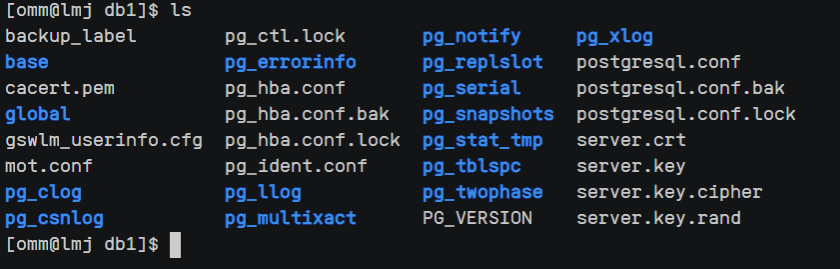 [omm@lmj db1]$ ls
backup_label pg_ctl.lock pg_notify pg_xlog
base pg_errorinfo pg_replslot postgresql.conf
cacert.pem pg_hba.conf pg_serial postgresql.conf.bak
global pg_hba.conf.bak pg_snapshots postgresql.conf.lock
gswlm_userinfo.cfg pg_hba.conf.lock pg_stat_tmp server.crt
mot.conf pg_ident.conf pg_tblspc server.key
pg_clog pg_llog pg_twophase server.key.cipher
pg_csnlog pg_multixact PG_VERSION server.key.rand
[omm@lmj db1]$